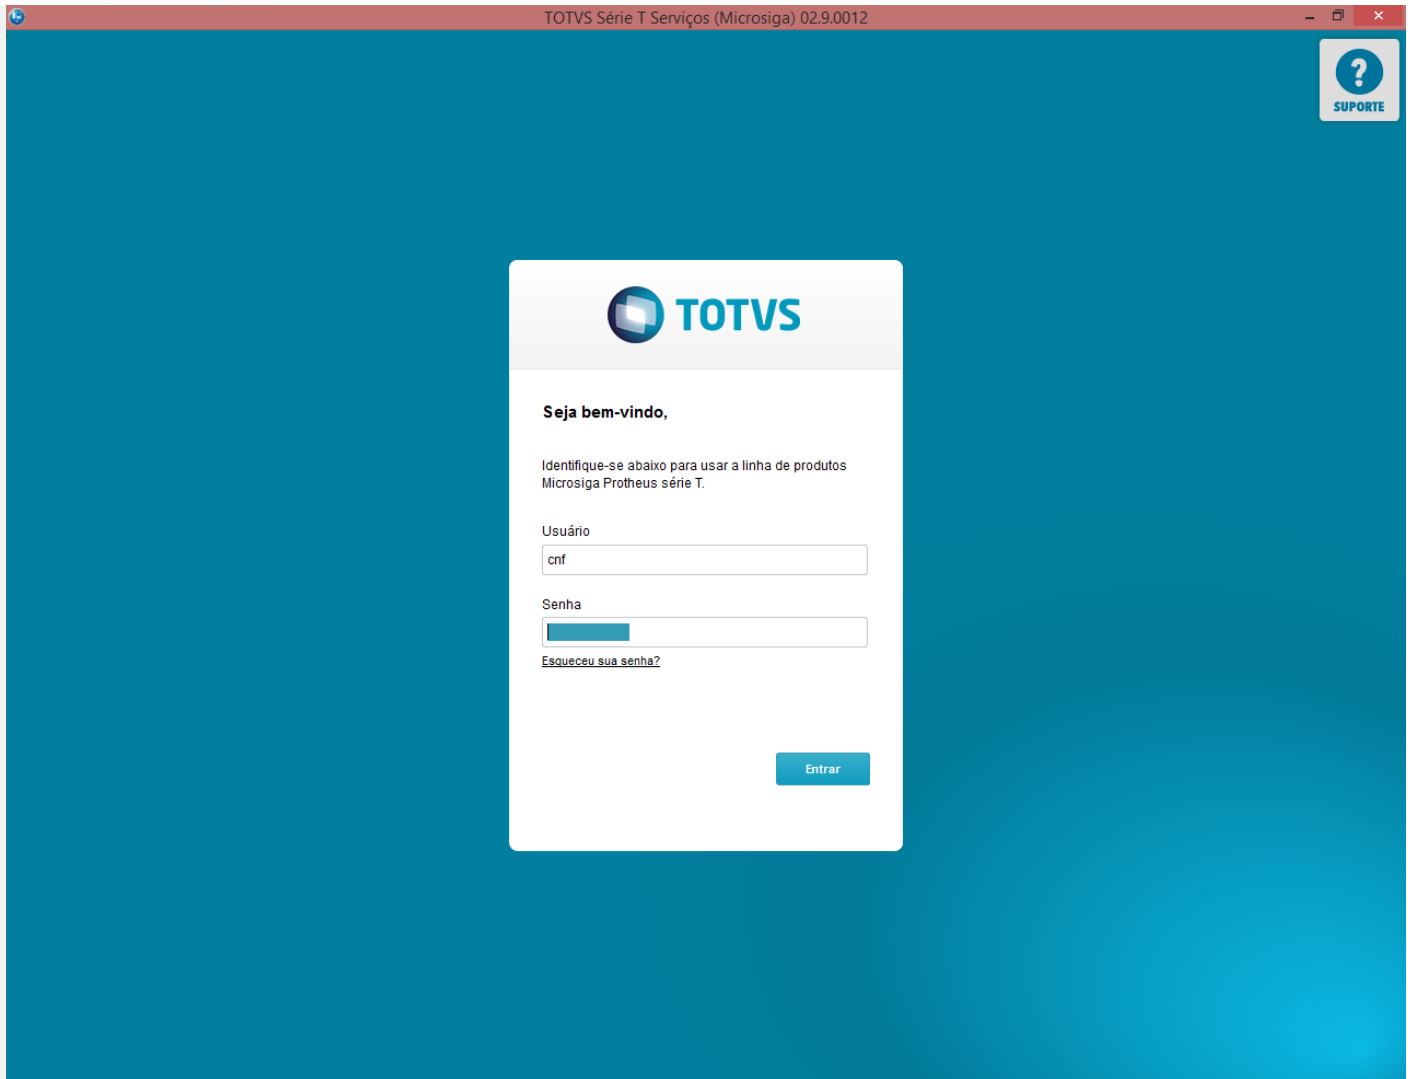 TOTVS Série T Serviços (Microsiga) 02.9.0012
?
SUPORTE
TOTVS
Seja bem-vindo,
Identifique-se abaixo para usar a linha de produtos
Microsiga Protheus série T.
Usuário
cnf
Senha
Esqueceu sua senha?
Entrar